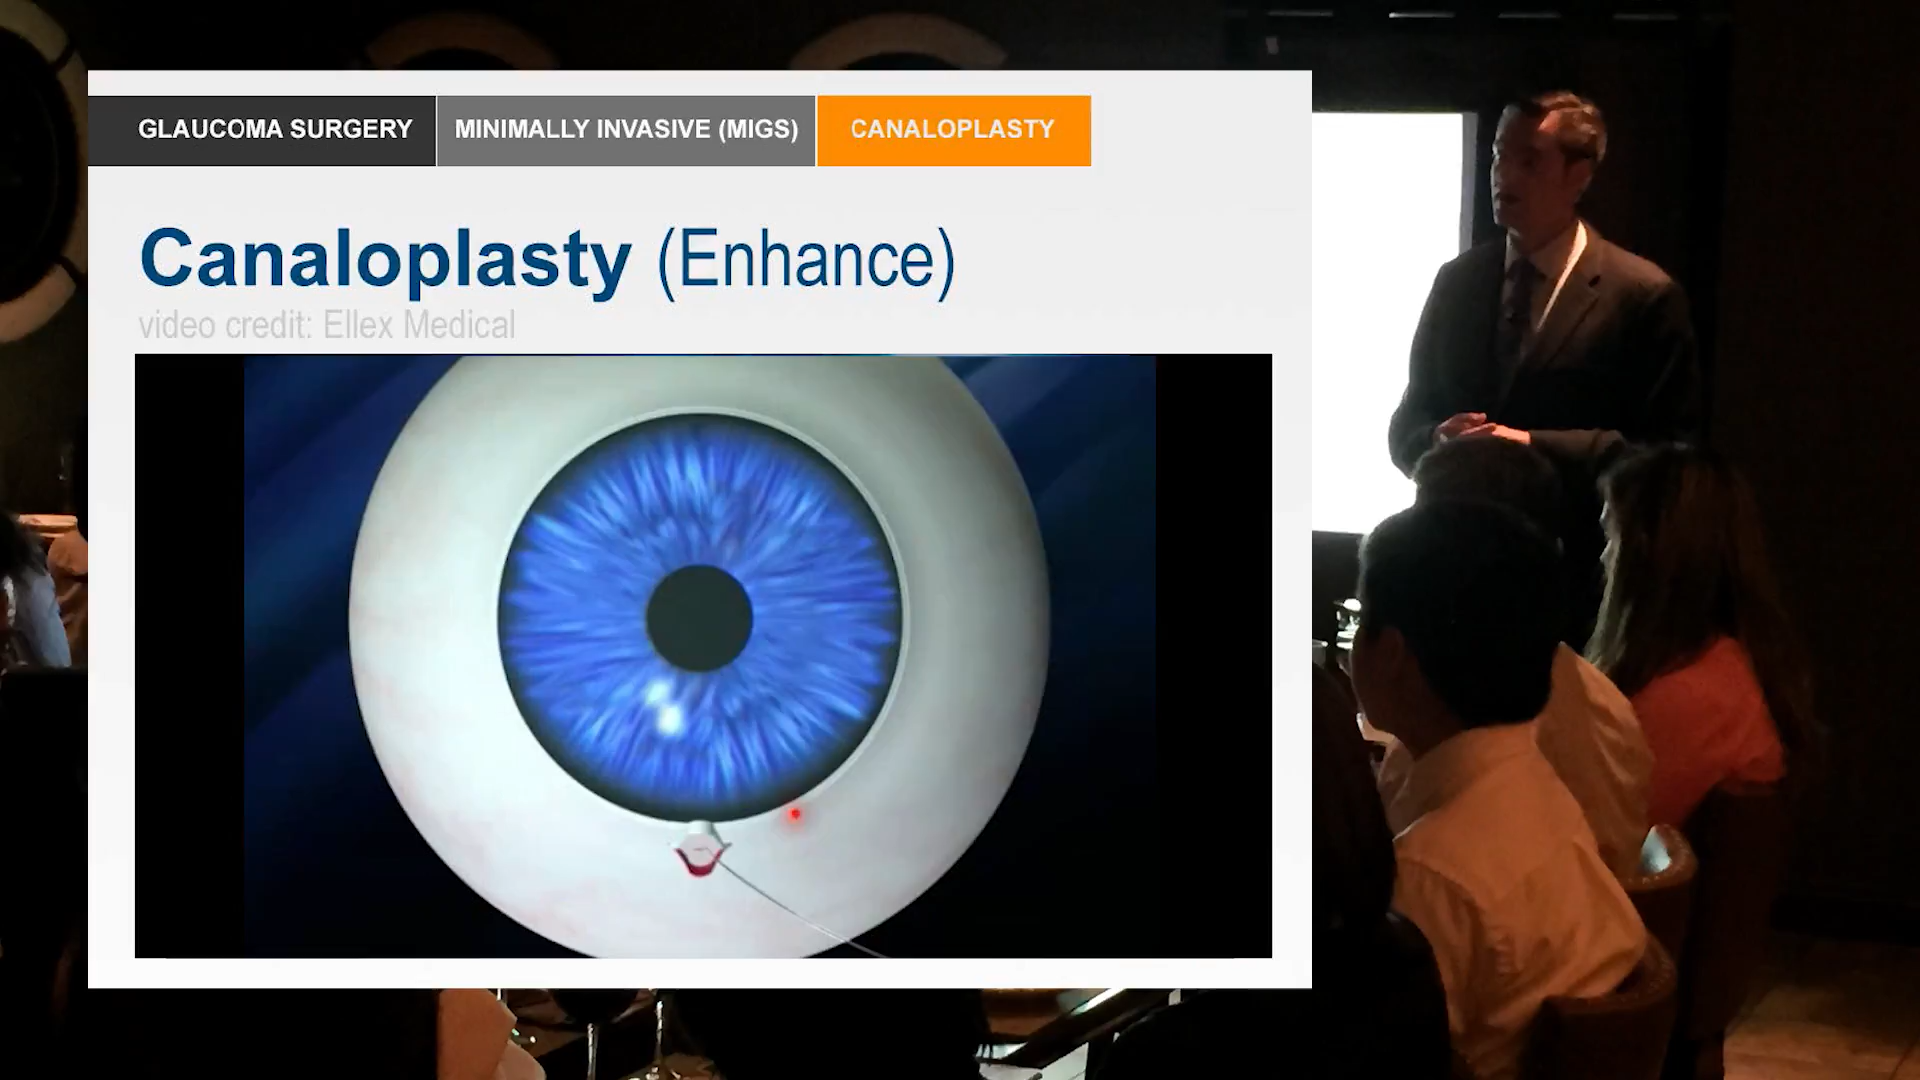 GLAUCOMA SURGERY
MINIMALLY INVASIVE (MIGS)
CANALOPLASTY
Canaloplasty (Enhance)
video credit: Ellex Medical